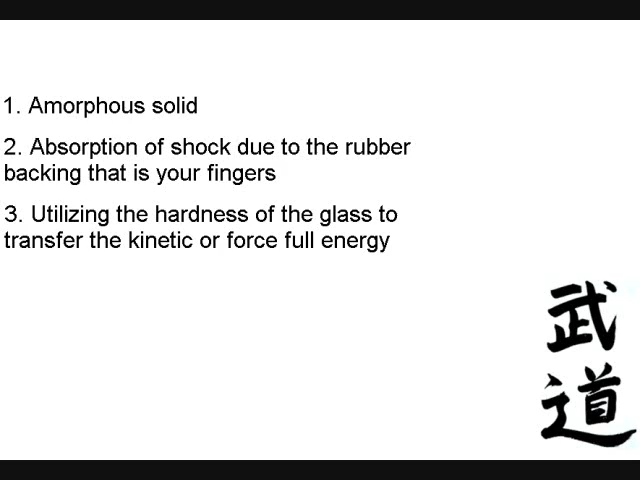 1. Amorphous solid
2. Absorption of shock due to the rubber
backing that is your fingers
3. Utilizing the hardness of the glass to
transfer the kinetic or force full energy
武
道